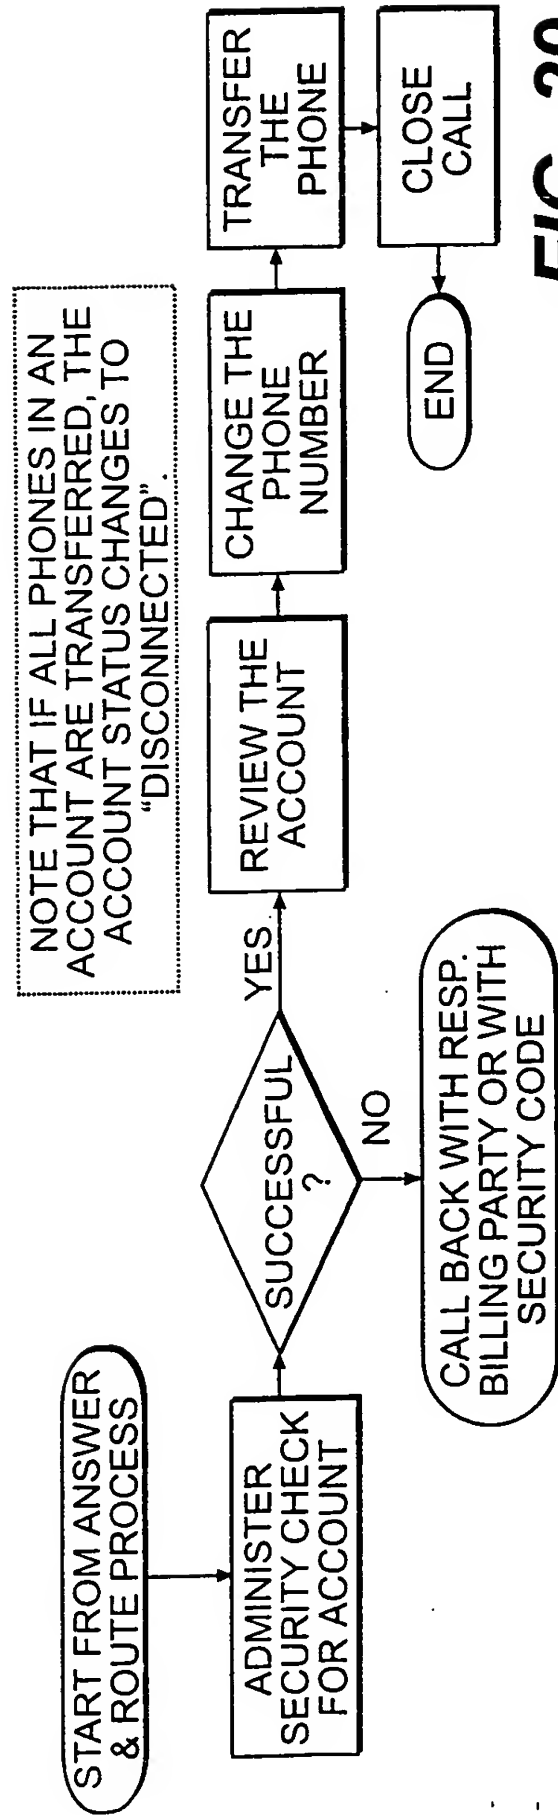 START FROM ANSWER
& ROUTE PROCESS
ADMINISTER
SECURITY CHECK
FOR ACCOUNT
SUCCESSFUL
?
YES
NO
CALL BACK WITH RESP.
BILLING PARTY OR WITH
SECURITY CODE
NOTE THAT IF ALL PHONES IN AN
ACCOUNT ARE TRANSFERRED, THE
ACCOUNT STATUS CHANGES TO
"DISCONNECTED".
REVIEW THE
ACCOUNT
CHANGE THE
PHONE
NUMBER
TRANSFER
THE
PHONE
CLOSE
CALL
END